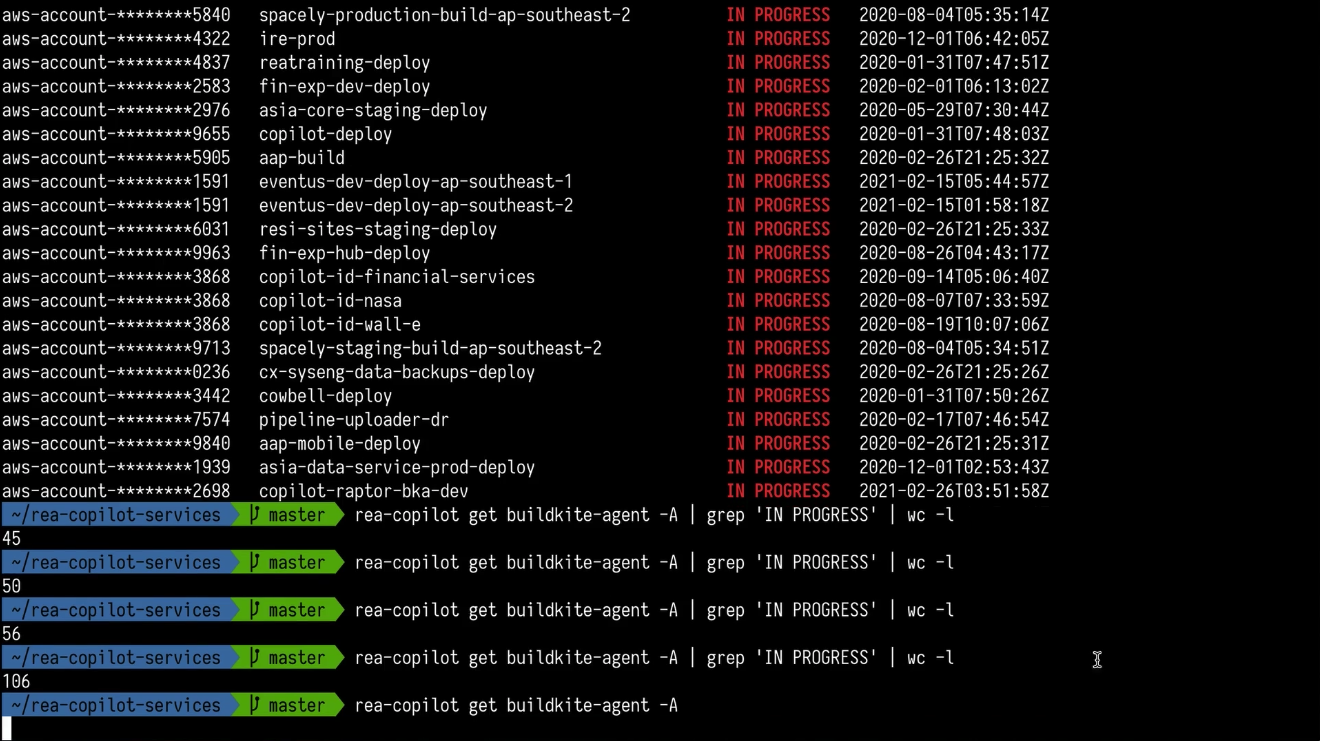 aws-account-********5840 spacely-production-build-ap-southeast-2 IN PROGRESS 2020-08-04T05:35:14Z
aws-account-********4322 ire-prod IN PROGRESS 2020-12-01T06:42:05Z
aws-account-********4837 reatraining-deploy IN PROGRESS 2020-01-31T07:47:51Z
aws-account-********2583 fin-exp-dev-deploy IN PROGRESS 2020-02-01T06:13:02Z
aws-account-********2976 asia-core-staging-deploy IN PROGRESS 2020-05-29T07:30:44Z
aws-account-********9655 copilot-deploy IN PROGRESS 2020-01-31T07:48:03Z
aws-account-********5905 aap-build IN PROGRESS 2020-02-26T21:25:32Z
aws-account-********1591 eventus-dev-deploy-ap-southeast-1 IN PROGRESS 2021-02-15T05:44:57Z
aws-account-********1591 eventus-dev-deploy-ap-southeast-2 IN PROGRESS 2021-02-15T01:58:18Z
aws-account-********6031 resi-sites-staging-deploy IN PROGRESS 2020-02-26T21:25:33Z
aws-account-********9963 fin-exp-hub-deploy IN PROGRESS 2020-08-26T04:43:17Z
aws-account-********3868 copilot-id-financial-services IN PROGRESS 2020-09-14T05:06:40Z
aws-account-********3868 copilot-id-nasa IN PROGRESS 2020-08-07T07:33:59Z
aws-account-********3868 copilot-id-wall-e IN PROGRESS 2020-08-19T10:07:06Z
aws-account-********9713 spacely-staging-build-ap-southeast-2 IN PROGRESS 2020-08-04T05:34:51Z
aws-account-********0236 cx-syseng-data-backups-deploy IN PROGRESS 2020-02-26T21:25:26Z
aws-account-********3442 cowbell-deploy IN PROGRESS 2020-01-31T07:50:26Z
aws-account-********7574 pipeline-uploader-dr IN PROGRESS 2020-02-17T07:46:54Z
aws-account-********9840 aap-mobile-deploy IN PROGRESS 2020-02-26T21:25:31Z
aws-account-********1939 asia-data-service-prod-deploy IN PROGRESS 2020-12-01T02:53:43Z
aws-account-********2698 copilot-raptor-bka-dev IN PROGRESS 2021-02-26T03:51:58Z
~/rea-copilot-services master rea-copilot get buildkite-agent -A | grep 'IN PROGRESS' | wc -l
45
~/rea-copilot-services master rea-copilot get buildkite-agent -A | grep 'IN PROGRESS' | wc -l
50
~/rea-copilot-services master rea-copilot get buildkite-agent -A | grep 'IN PROGRESS' | wc -l
56
~/rea-copilot-services master rea-copilot get buildkite-agent -A | grep 'IN PROGRESS' | wc -l
106
~/rea-copilot-services master rea-copilot get buildkite-agent -A